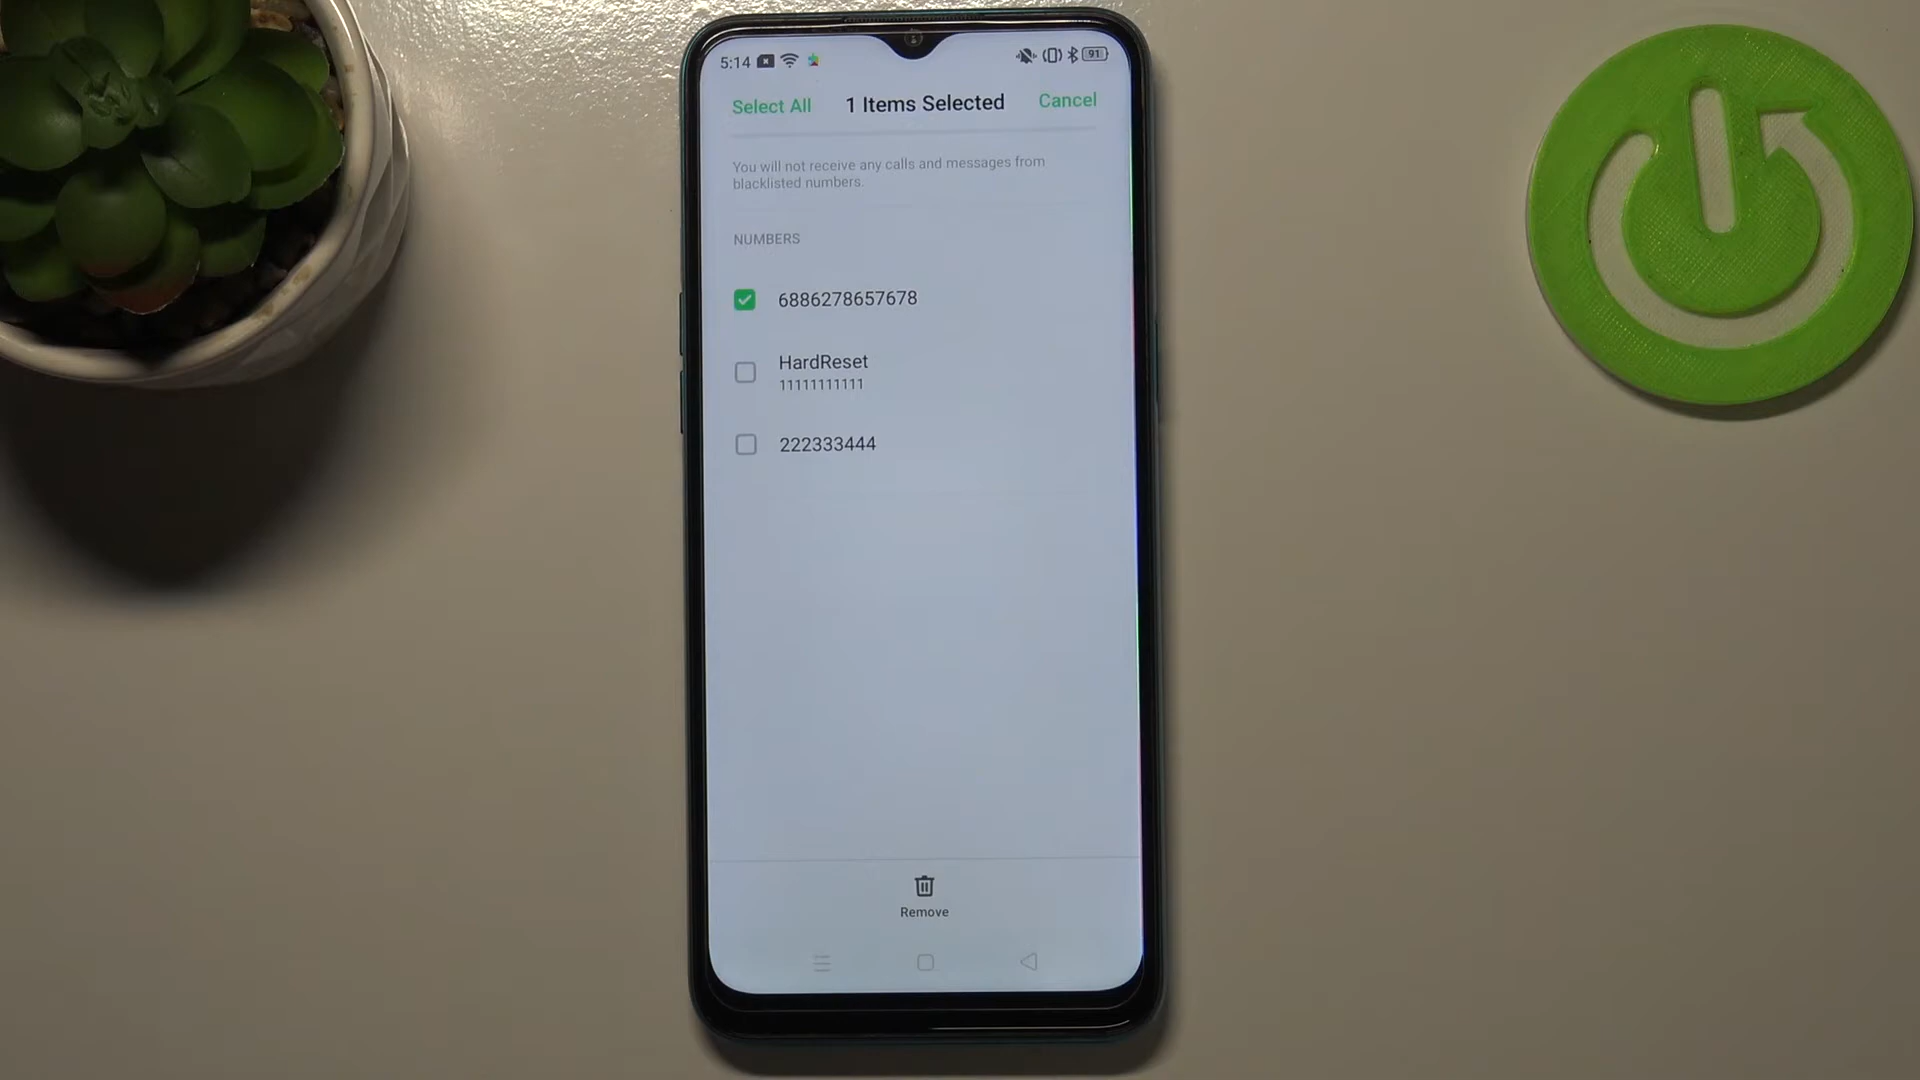 5:14 91
Select All 1 Items Selected Cancel
You will not receive any calls and messages from
blacklisted numbers.
NUMBERS
6886278657678
HardReset
11111111111
222333444
Remove